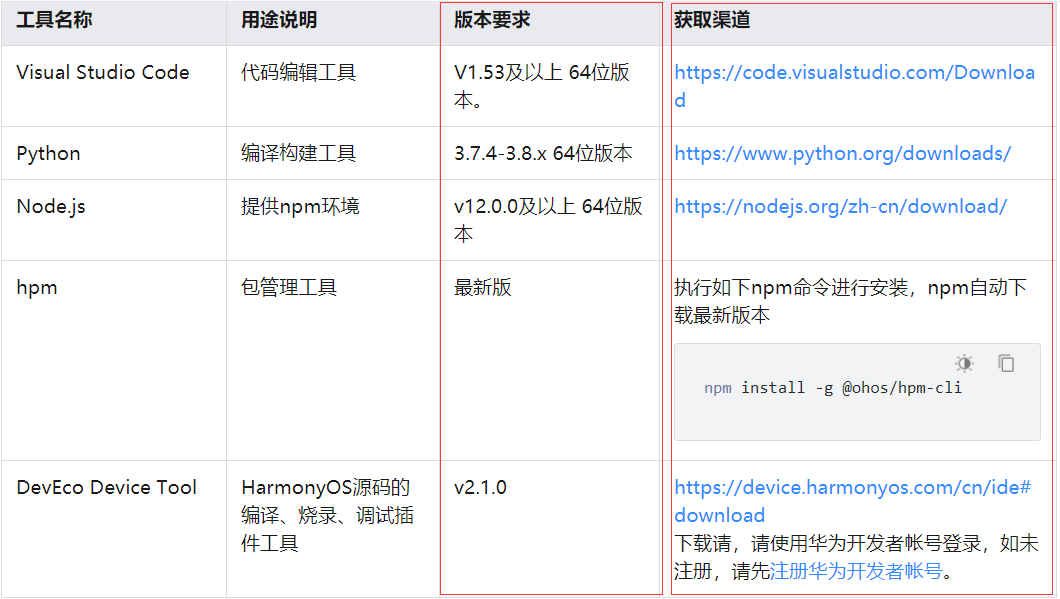 工具名称 用途说明 版本要求 获取渠道
Visual Studio Code 代码编辑工具 V1.53及以上 64位版 https://code.visualstudio.com/Downloa
本。 d
Python 编译构建工具 3.7.4-3.8.x 64位版本 https://www.python.org/downloads/
Node.js 提供npm环境 v12.0.0及以上 64位版 https://nodejs.org/zh-cn/download/
本
hpm 包管理工具 最新版 执行如下npm命令进行安装，npm自动下
载最新版本
npm install -g @ohos/hpm-cli
DevEco Device Tool HarmonyOS源码的 v2.1.0 https://device.harmonyos.com/cn/ide#
编译、烧录、调试插 download
件工具 下载请，请使用华为开发者帐号登录，如未
注册，请先注册华为开发者帐号。